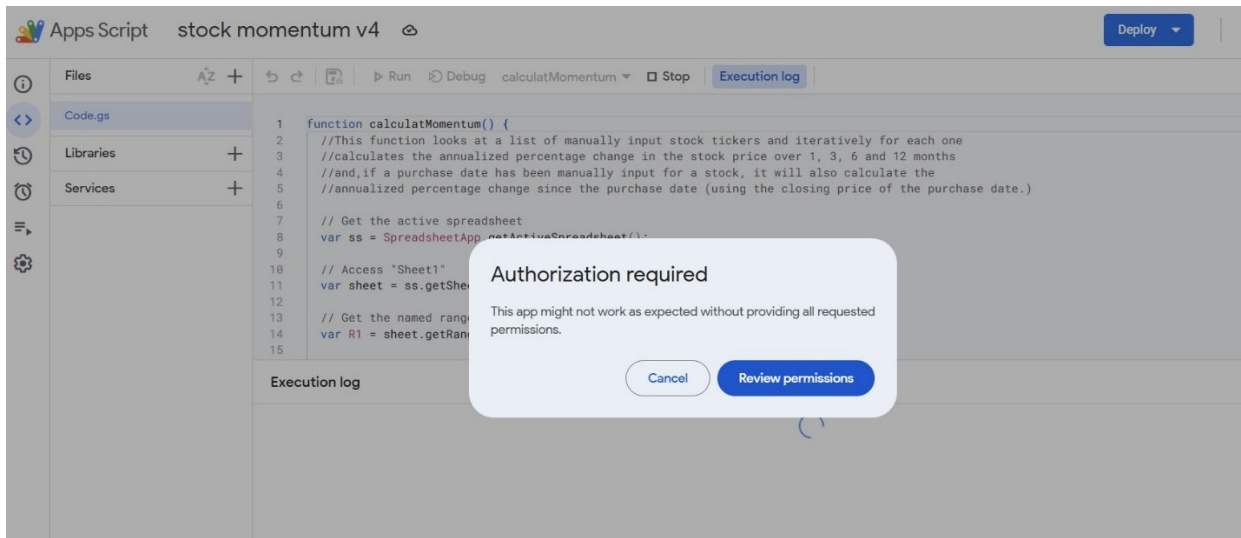 Apps Script stock momentum v4 Deploy
Files
Run Debug calculatMomentum Stop Execution log
Code.gs
Libraries
Services
1 function calculatMomentum() {
2 //This function looks at a list of manually input stock tickers and iteratively for each one
3 //calculates the annualized percentage change in the stock price over 1, 3, 6 and 12 months
4 //and,if a purchase date has been manually input for a stock, it will also calculate the
5 //annualized percentage change since the purchase date (using the closing price of the purchase date.)
6
7 // Get the active spreadsheet
8 var ss = SpreadsheetApp.getActiveSpreadsheet();
9
10 // Access "Sheet1"
11 var sheet = ss.getShe
12
13 // Get the named rang
14 var R1 = sheet.getRan
15
Authorization required
This app might not work as expected without providing all requested
permissions.
Cancel Review permissions
Execution log